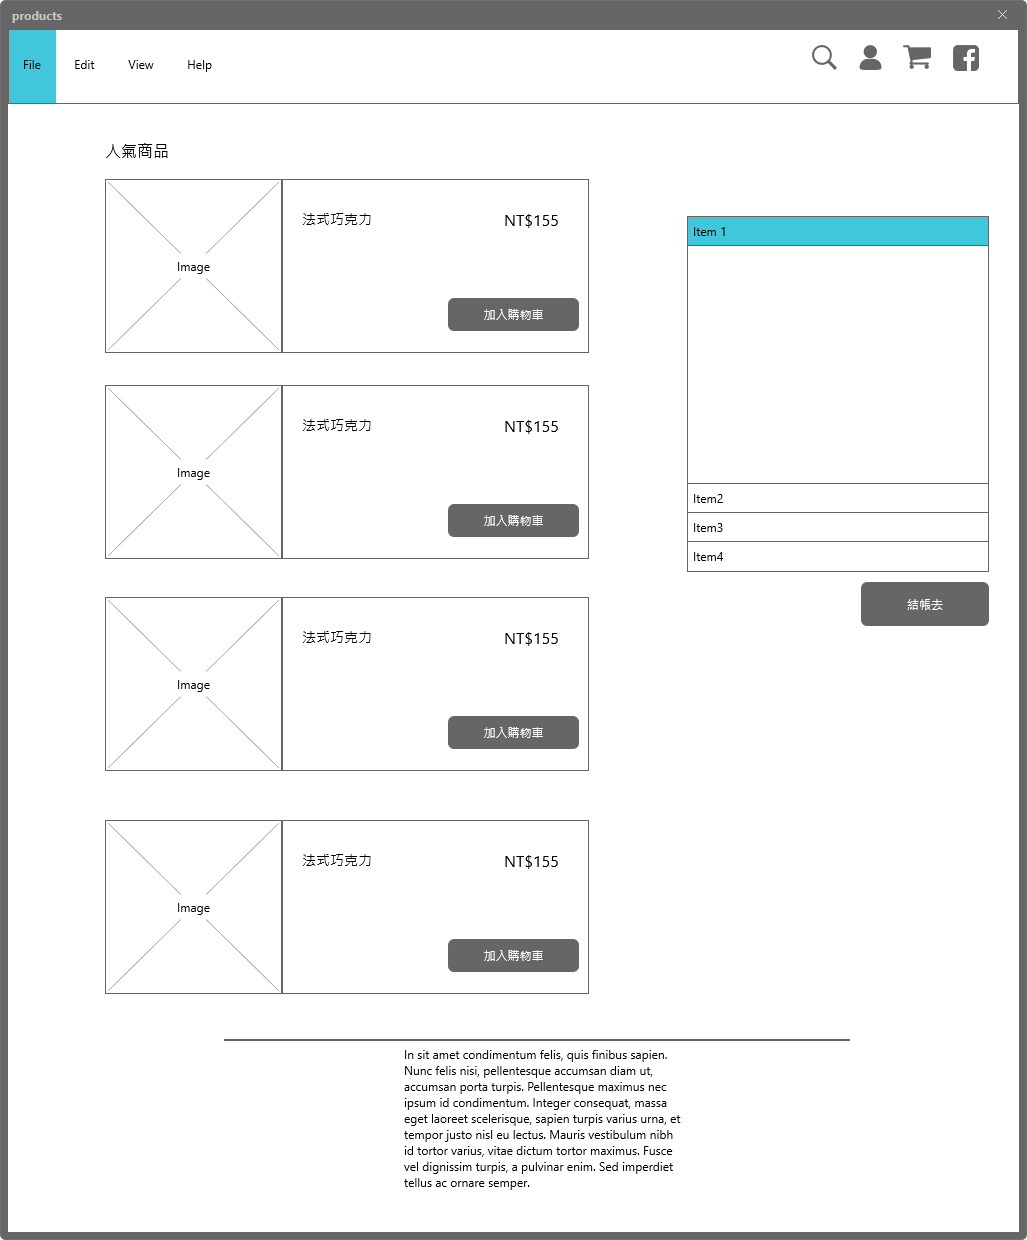 products
File Edit View Help
人氣商品
Image
法式巧克力 NT$155
加入購物車
Image
法式巧克力 NT$155
加入購物車
Image
法式巧克力 NT$155
加入購物車
Image
法式巧克力 NT$155
加入購物車
Item 1
Item2
Item3
Item4
結帳去
In sit amet condimentum felis, quis finibus sapien.
Nunc felis nisi, pellentesque accumsan diam ut,
accumsan porta turpis. Pellentesque maximus nec
ipsum id condimentum. Integer consequat, massa
eget laoreet scelerisque, sapien turpis varius urna, et
tempor justo nisl eu lectus. Mauris vestibulum nibh
id tortor varius, vitae dictum tortor maximus. Fusce
vel dignissim turpis, a pulvinar enim. Sed imperdiet
tellus ac ornare semper.